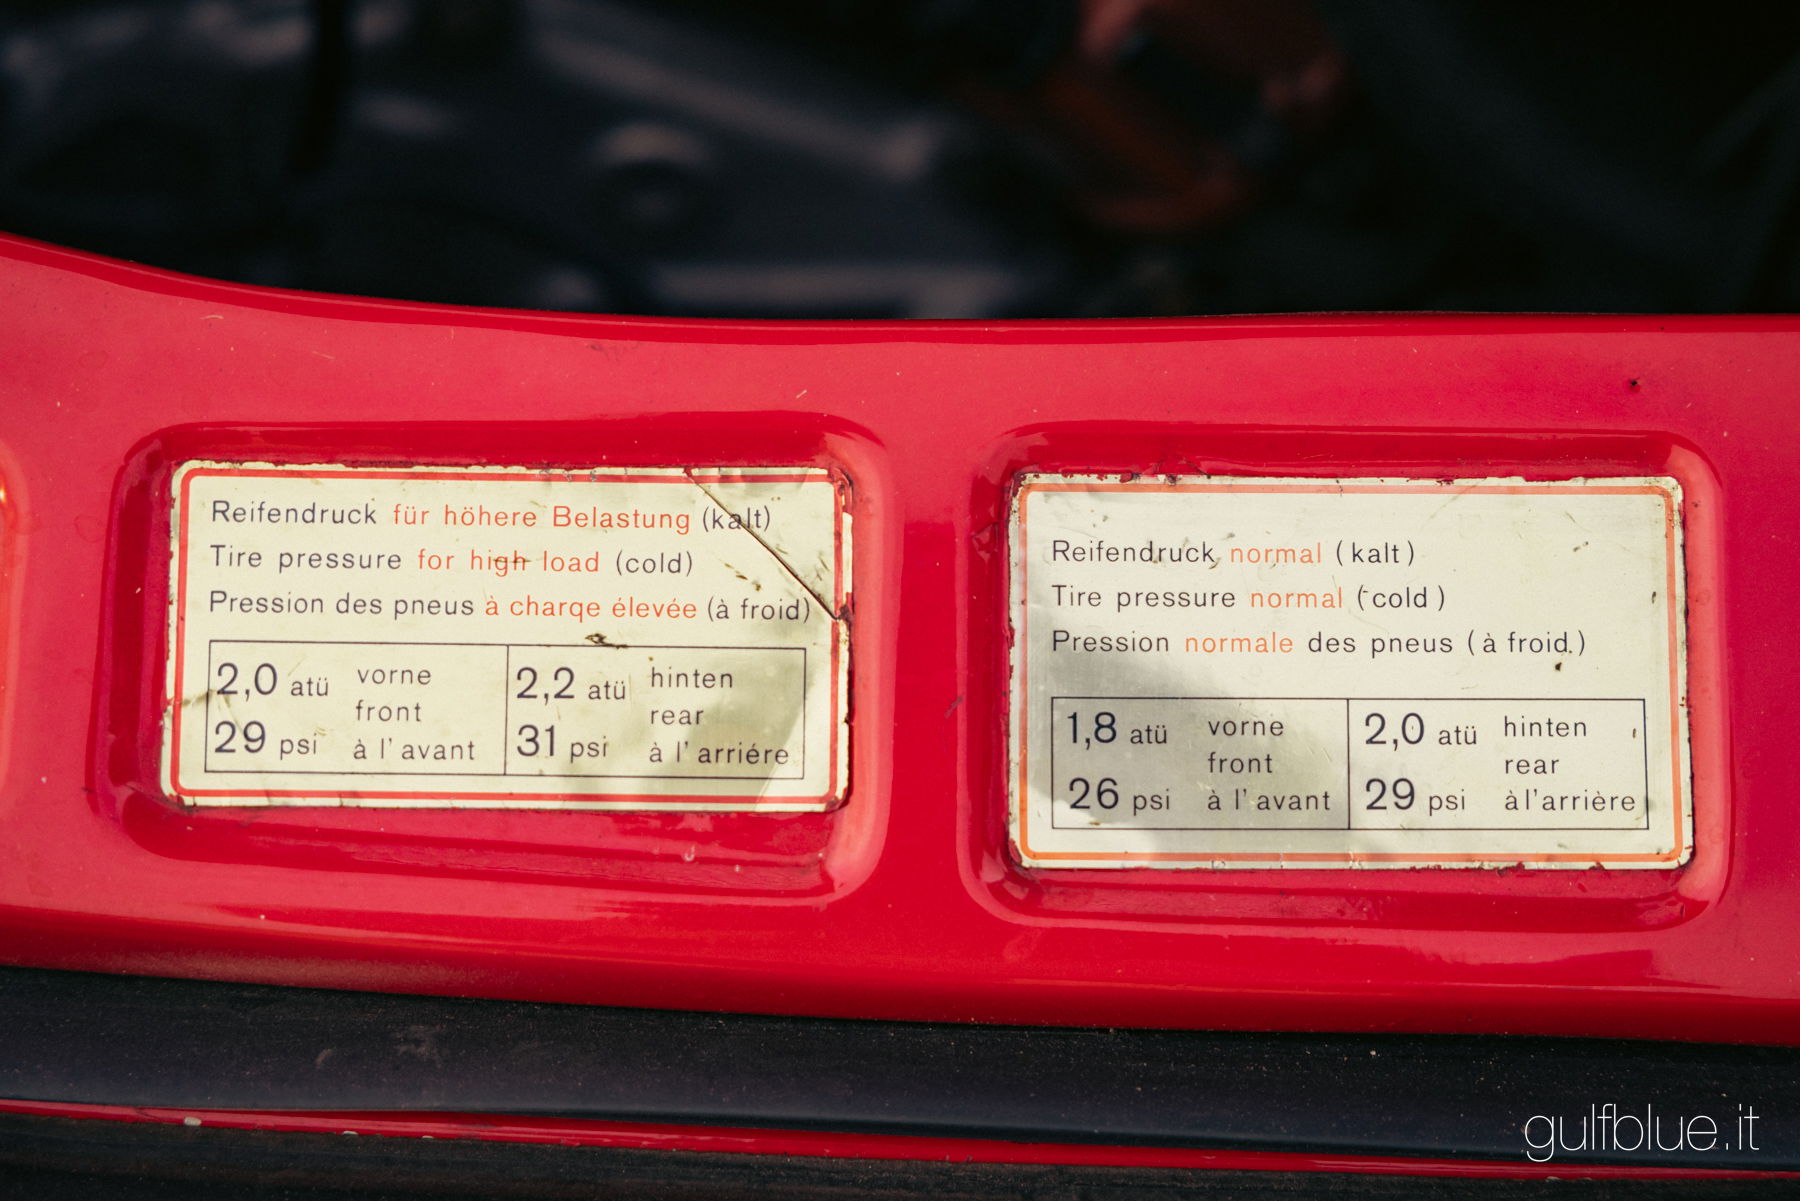 Reifendruck für höhere Belastung (kalt)
Tire pressure for high load (cold)
Pression des pneus à charqe élevée (à froid)
2,0 atü vorne
front
29 psi à l'avant
2,2 atü hinten
rear
31 psi à l'arriére
Reifendruck normal (kalt)
Tire pressure normal (cold)
Pression normale des pneus (à froid.)
1,8 atü vorne
front
26 psi à l'avant
2,0 atü hinten
rear
29 psi à l'arrière
gulfblue.it